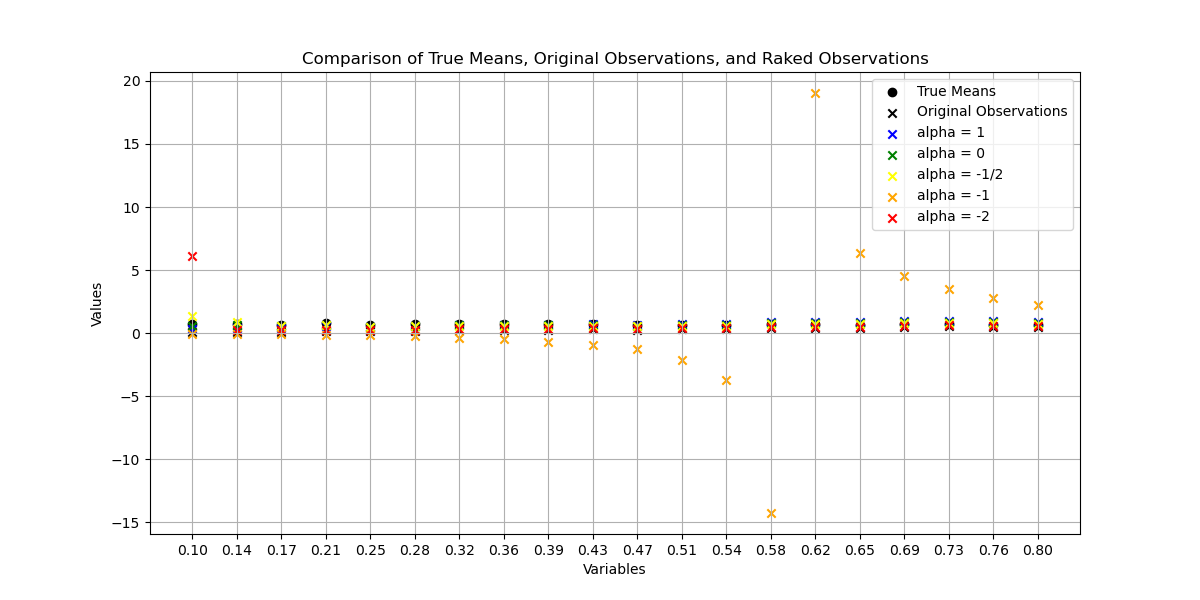 Comparison of True Means, Original Observations, and Raked Observations
Values
20
15
10
5
0
−5
−10
−15
True Means
Original Observations
alpha = 1
alpha = 0
alpha = -1/2
alpha = -1
alpha = -2
0.10 0.14 0.17 0.21 0.25 0.28 0.32 0.36 0.39 0.43 0.47 0.51 0.54 0.58 0.62 0.65 0.69 0.73 0.76 0.80
Variables